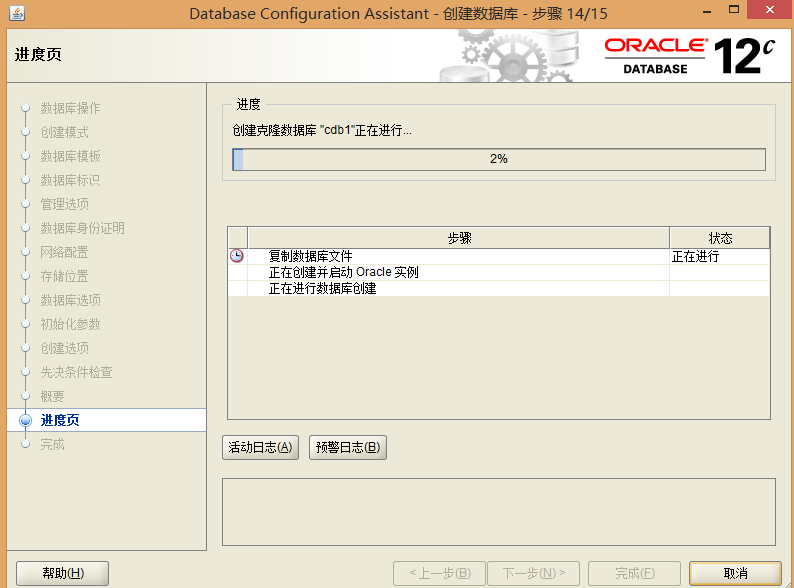 Database Configuration Assistant - 创建数据库 - 步骤 14/15
进度页
ORACLE
DATABASE
12c
数据库操作
创建模式
数据库模板
数据库标识
管理选项
数据库身份证明
网络配置
存储位置
数据库选项
初始化参数
创建选项
先决条件检查
概要
进度页
完成
进度
创建克隆数据库 "cdb1"正在进行...
2%
步骤 状态
复制数据库文件 正在进行
正在创建并启动 Oracle 实例
正在进行数据库创建
活动日志(A) 预警日志(B)
帮助(H) <上一步(B) 下一步(N)> 完成(F) 取消